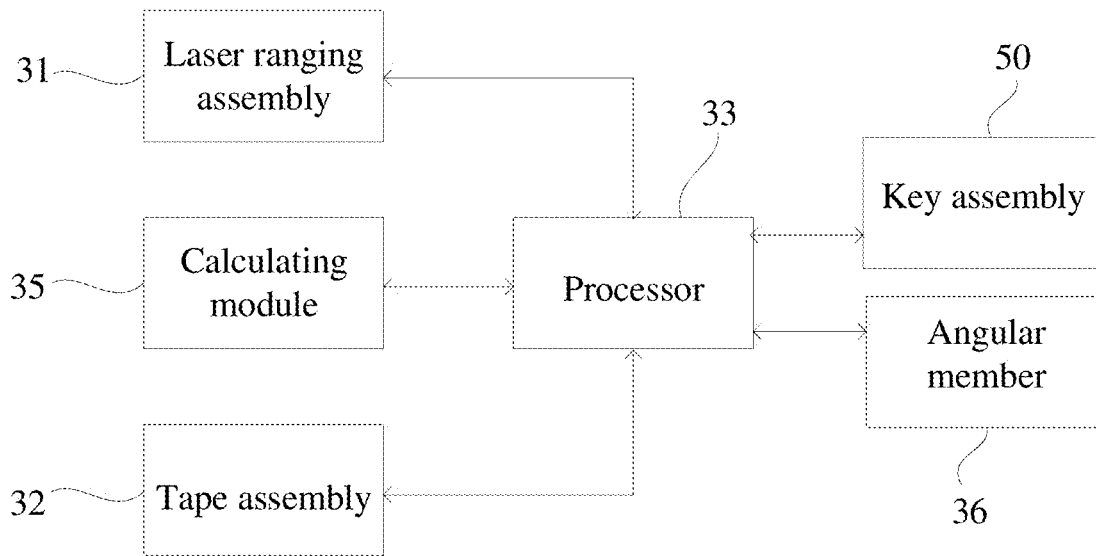 31
Laser ranging
assembly
33
50
Key assembly
35
Calculating
module
Processor
Angular
member
32
Tape assembly
36